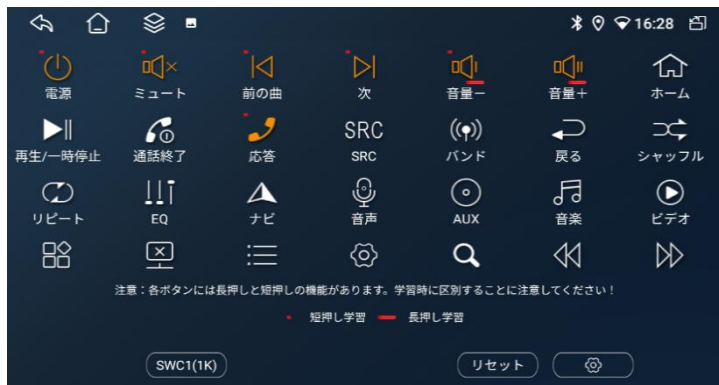 16:28
電源 ミュート 前の曲 次 音量－ 音量＋ ホーム
SRC
再生/一時停止 通話終了 応答 SRC バンド 戻る シャッフル
リピート EQ ナビ 音声 AUX 音楽 ビデオ
注意：各ボタンには長押しと短押しの機能があります。学習時に区別することに注意してください！
短押し学習 長押し学習
SWC1(1K) リセット